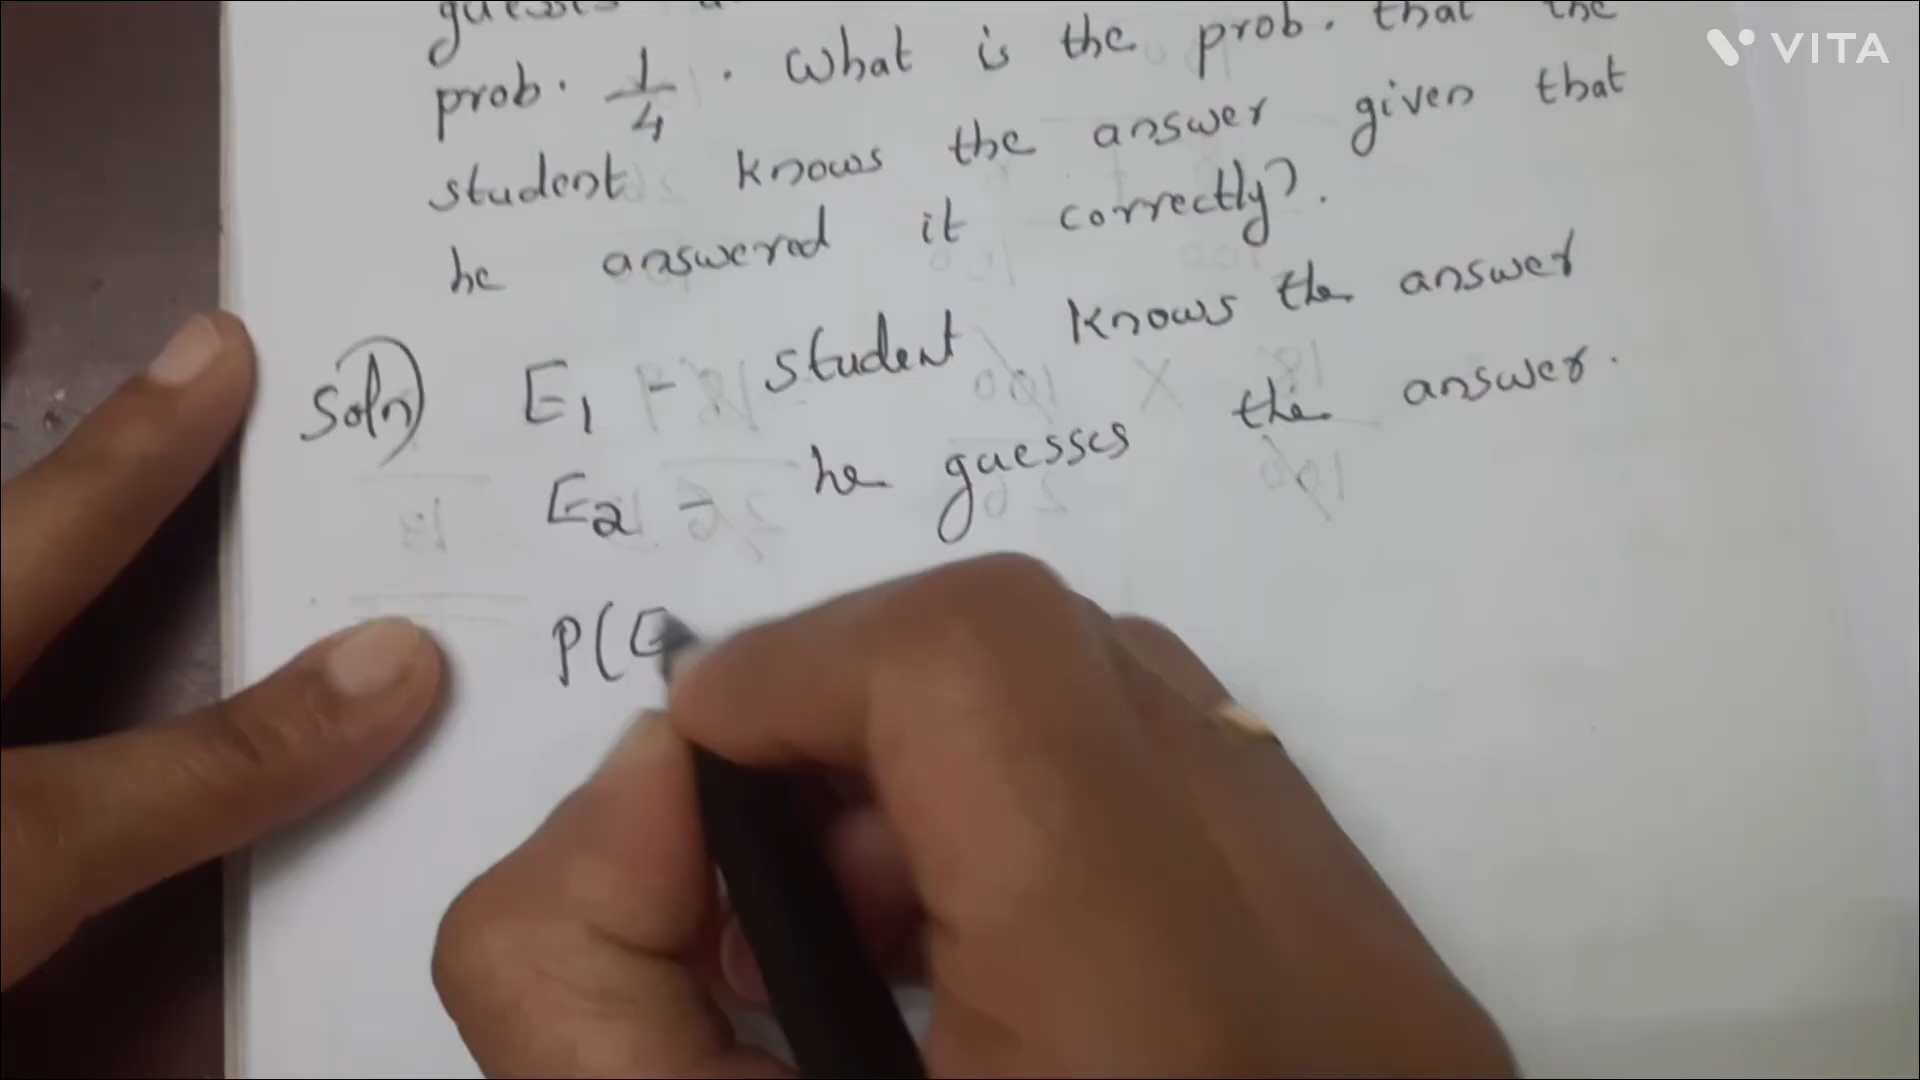 guesses
prob. 1/4. What is the prob. that the
student knows the answer given that
he answered it correctly?.
Soln) E1 - student knows the answer
E2 - he guesses the answer.
P(E
VITA